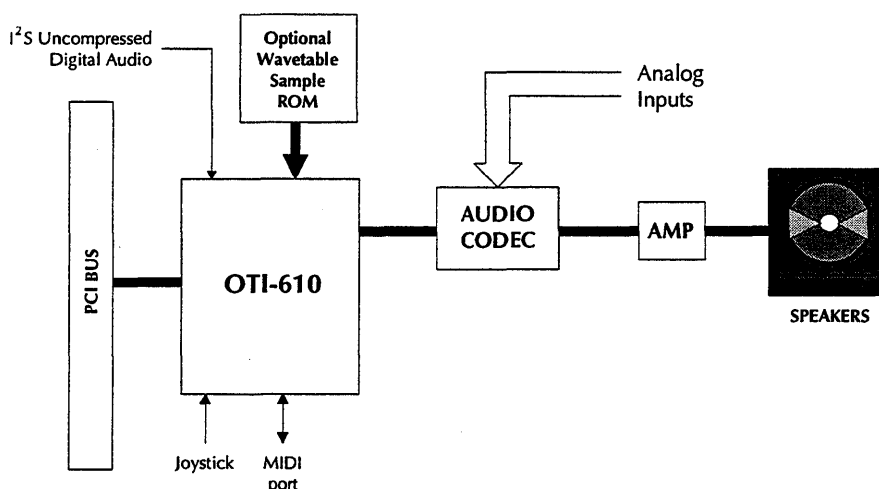 I²S Uncompressed
Digital Audio
Optional
Wavetable
Sample
ROM
Analog
Inputs
PCI BUS
OTI-610
AUDIO
CODEC
AMP
SPEAKERS
Joystick
MIDI
port